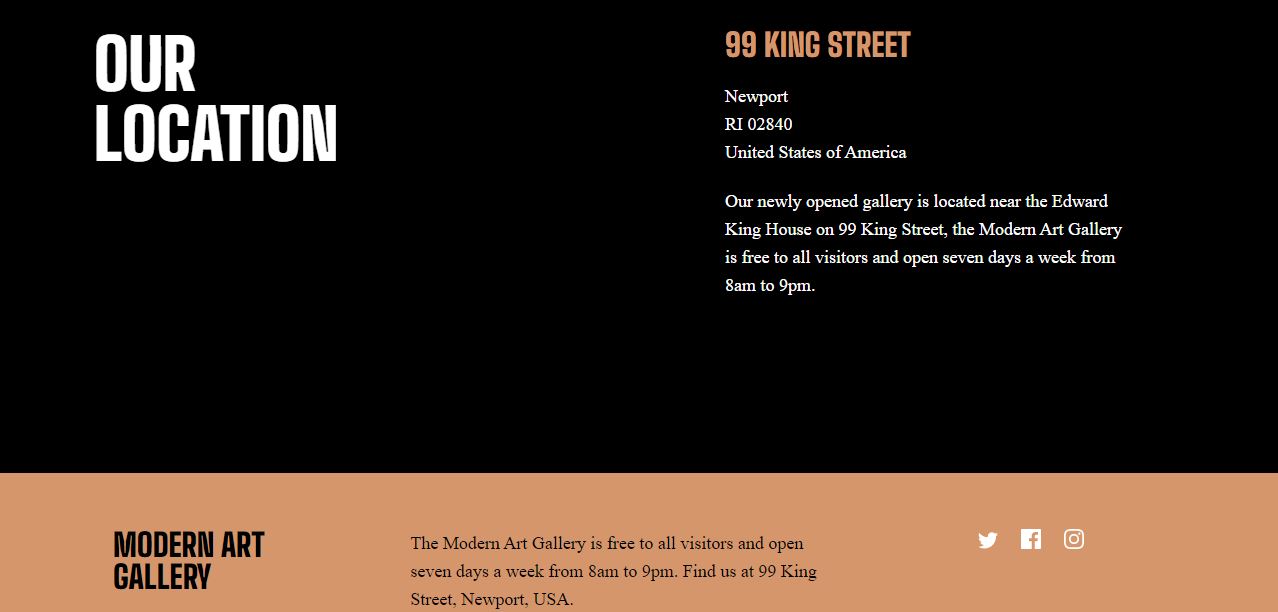 OUR
LOCATION
99 KING STREET
Newport
RI 02840
United States of America
Our newly opened gallery is located near the Edward
King House on 99 King Street, the Modern Art Gallery
is free to all visitors and open seven days a week from
8am to 9pm.
MODERN ART
GALLERY
The Modern Art Gallery is free to all visitors and open
seven days a week from 8am to 9pm. Find us at 99 King
Street, Newport, USA.